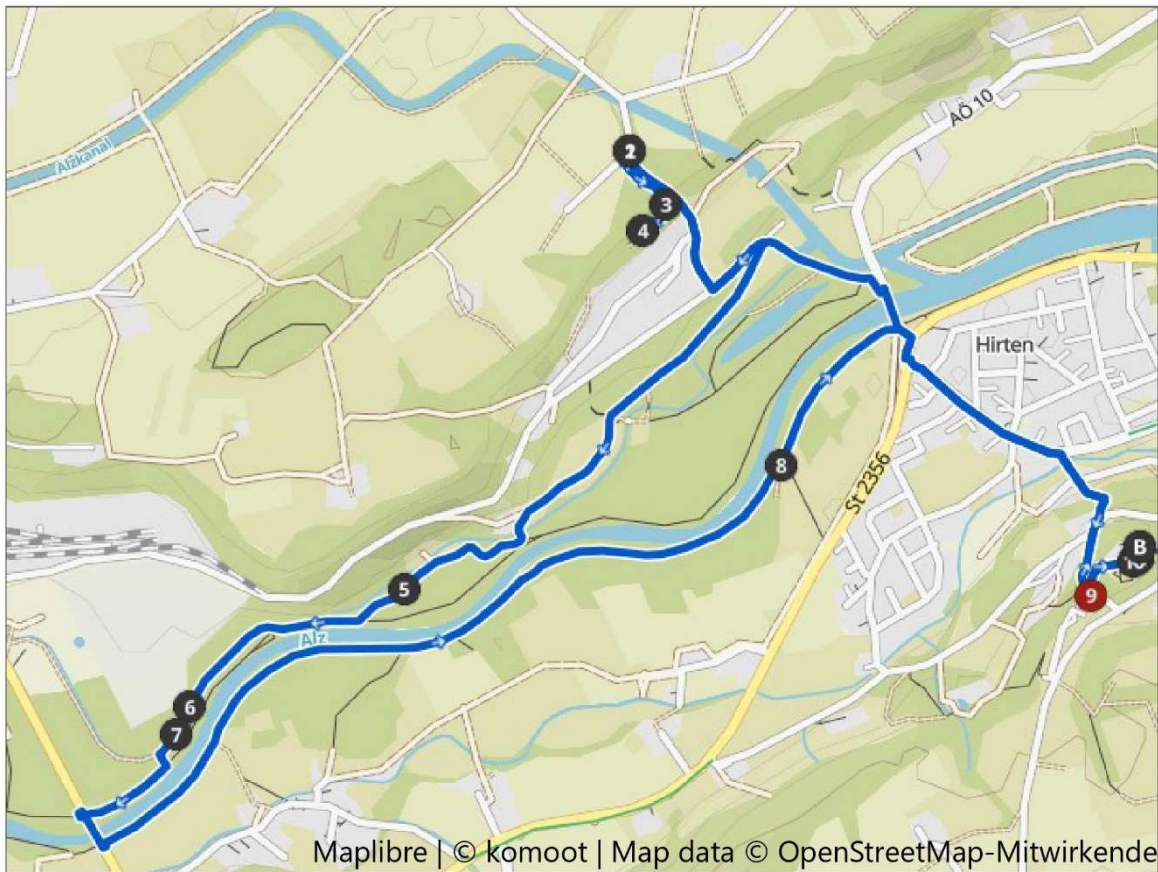 Alzkanal
AÖ 10
2
3
4
Hirten
8
St 2356
B
5
9
Alz
6
7
Maplibre | © komoot | Map data © OpenStreetMap-Mitwirkende